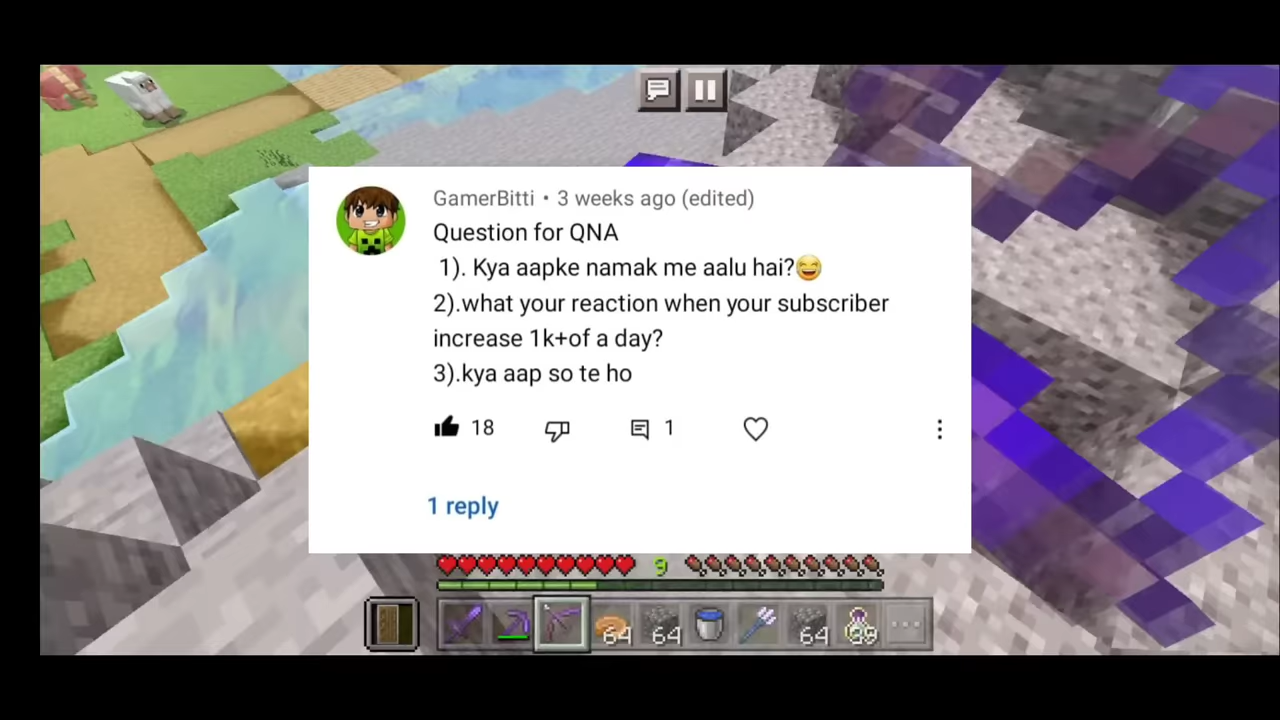 GamerBitti • 3 weeks ago (edited)
Question for QNA
1). Kya aapke namak me aalu hai?😅
2).what your reaction when your subscriber
increase 1k+of a day?
3).kya aap so te ho
18
1
1 reply
9
64
64
64
99